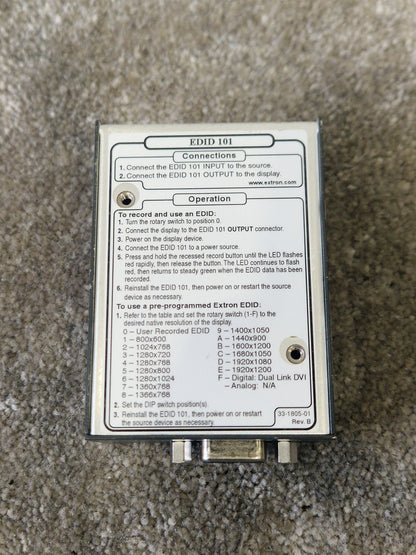 EDID 101
Connections
1. Connect the EDID 101 INPUT to the source.
2. Connect the EDID 101 OUTPUT to the display.
www.extron.com
Operation
To record and use an EDID:
1. Turn the rotary switch to position 0.
2. Connect the display to the EDID 101 OUTPUT connector.
3. Power on the display device.
4. Connect the EDID 101 to a power source.
5. Press and hold the recessed record button until the LED flashes
red rapidly, then release the button. The LED continues to flash
red, then returns to steady green when the EDID data has been
recorded.
6. Reinstall the EDID 101, then power on or restart the source
device as necessary.
To use a pre-programmed Extron EDID:
1. Refer to the table and set the rotary switch (1-F) to the
desired native resolution of the display.
0 – User Recorded EDID
1 – 800x600
2 – 1024x768
3 – 1280x720
4 – 1280x768
5 – 1280x800
6 – 1280x1024
7 – 1360x768
8 – 1366x768
9 – 1400x1050
A – 1440x900
B – 1600x1200
C – 1680x1050
D – 1920x1080
E – 1920x1200
F – Digital: Dual Link DVI
- Analog: N/A
2. Set the DIP switch position(s).
3. Reinstall the EDID 101, then power on or restart
the source device as necessary.
33-1805-01
Rev. B